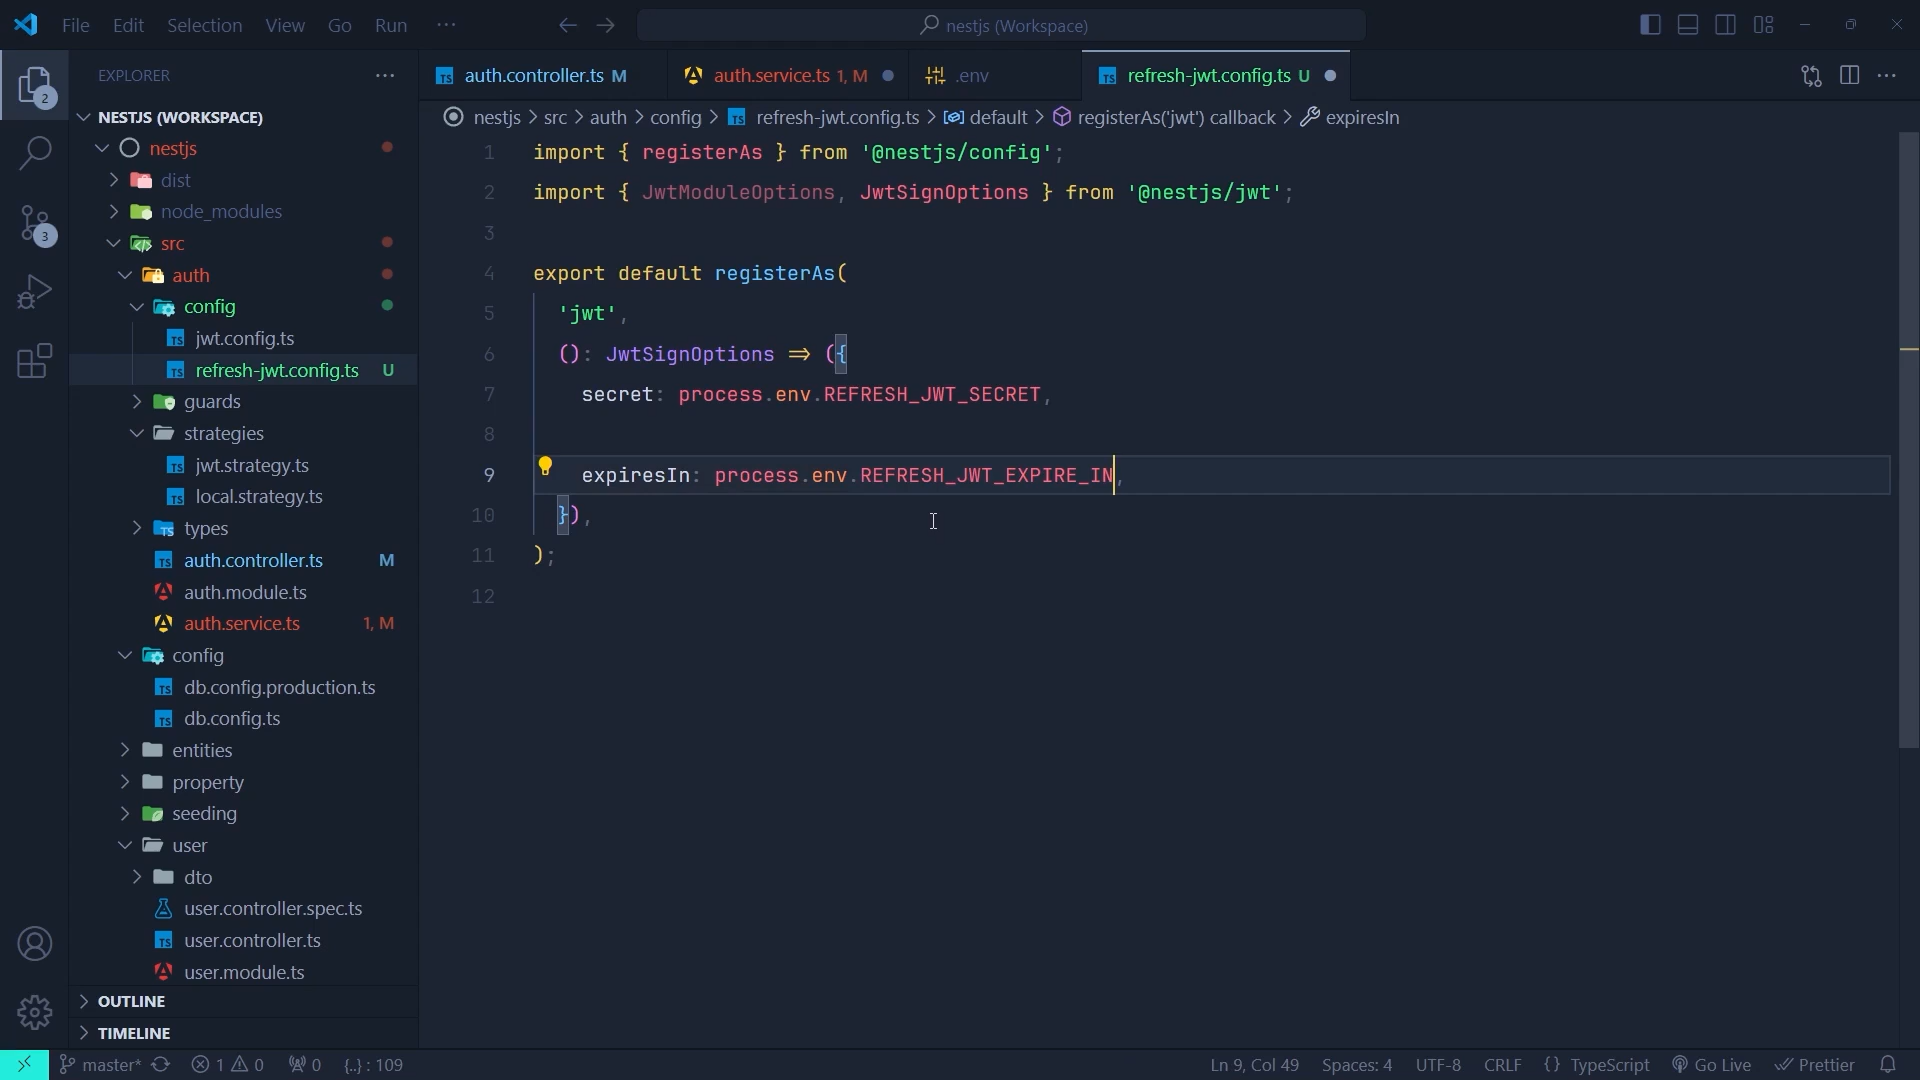 File Edit Selection View Go Run ··· nestjs (Workspace)
EXPLORER ···
auth.controller.ts M auth.service.ts 1, M .env refresh-jwt.config.ts U
NESTJS (WORKSPACE)
nestjs
dist
node_modules
src
auth
config
jwt.config.ts
refresh-jwt.config.ts U
guards
strategies
jwt.strategy.ts
local.strategy.ts
types
auth.controller.ts M
auth.module.ts
auth.service.ts 1, M
config
db.config.production.ts
db.config.ts
entities
property
seeding
user
dto
user.controller.spec.ts
user.controller.ts
user.module.ts
OUTLINE
TIMELINE
2
3
nestjs > src > auth > config > refresh-jwt.config.ts > default > registerAs('jwt') callback > expiresIn
1 import { registerAs } from '@nestjs/config';
2 import { JwtModuleOptions, JwtSignOptions } from '@nestjs/jwt';
3
4 export default registerAs(
5 'jwt',
6 (): JwtSignOptions => ({
7 secret: process.env.REFRESH_JWT_SECRET,
8
9 expiresIn: process.env.REFRESH_JWT_EXPIRE_IN,
10 }),
11 );
12
master* 1 0 0 {..} : 109 Ln 9, Col 49 Spaces: 4 UTF-8 CRLF {} TypeScript Go Live Prettier